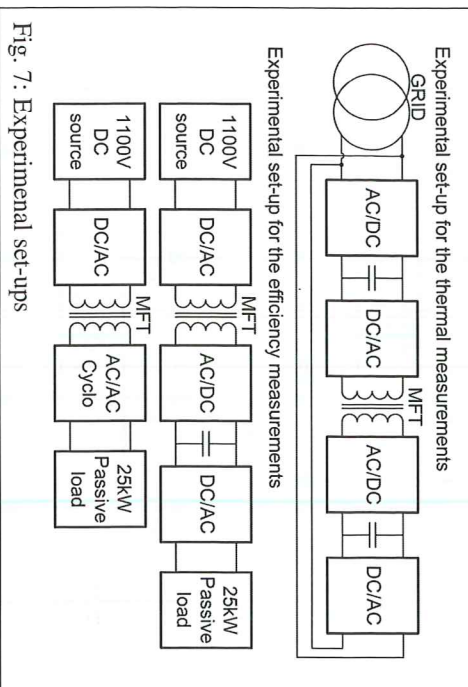 Experimental set-up for the thermal measurements
GRID
AC/DC
DC/AC
MFT
AC/DC
DC/AC
Experimental set-up for the efficiency measurements
1100V
DC
source
DC/AC
MFT
AC/DC
DC/AC
25kW
Passive
load
1100V
DC
source
DC/AC
MFT
AC/AC
Cyclo
25kW
Passive
load
Fig. 7: Experimenal set-ups